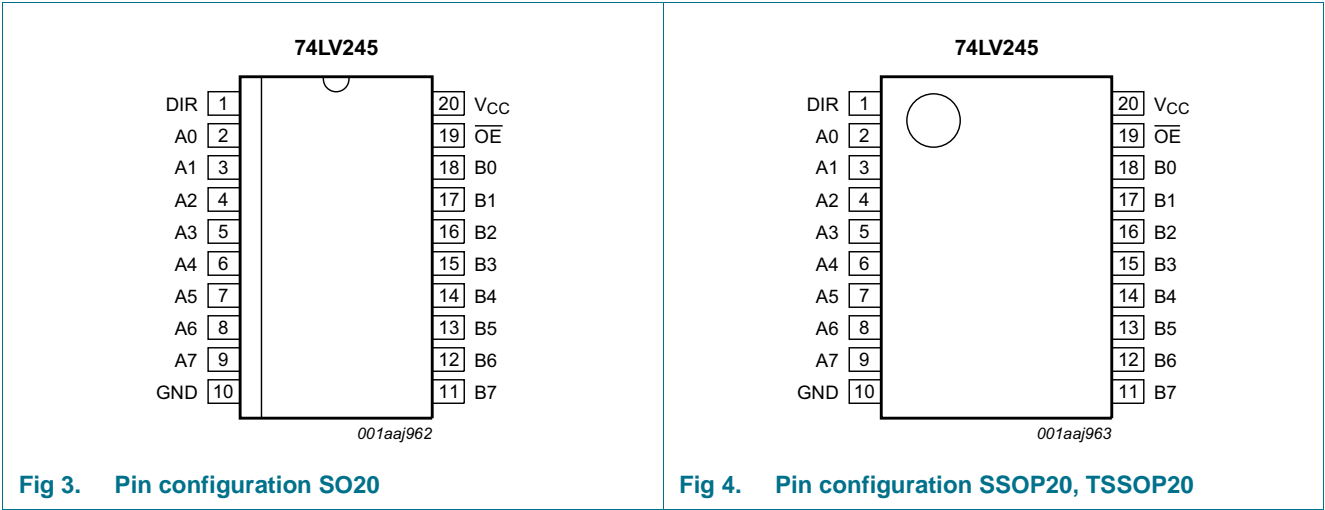 74LV245
DIR 1 20 VCC
A0 2 19 OE
A1 3 18 B0
A2 4 17 B1
A3 5 16 B2
A4 6 15 B3
A5 7 14 B4
A6 8 13 B5
A7 9 12 B6
GND 10 11 B7
001aaj962
Fig 3. Pin configuration SO20
74LV245
DIR 1 20 VCC
A0 2 19 OE
A1 3 18 B0
A2 4 17 B1
A3 5 16 B2
A4 6 15 B3
A5 7 14 B4
A6 8 13 B5
A7 9 12 B6
GND 10 11 B7
001aaj963
Fig 4. Pin configuration SSOP20, TSSOP20